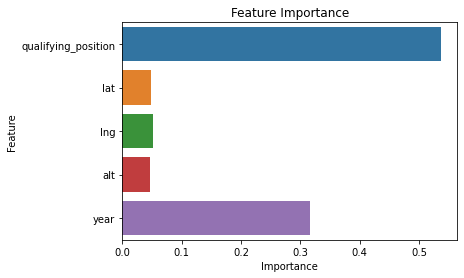 Feature Importance
qualifying_position
lat
lng
alt
year
Feature
0.0 0.1 0.2 0.3 0.4 0.5
Importance